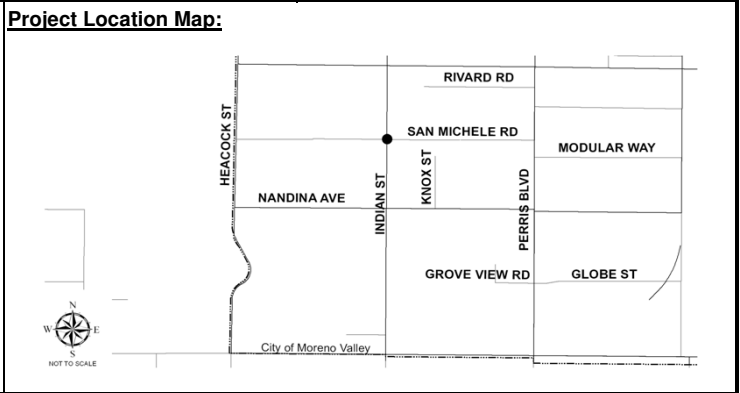 Project Location Map:
RIVARD RD
HEACOCK ST
SAN MICHELE RD
MODULAR WAY
KNOX ST
NANDINA AVE
INDIAN ST
PERRIS BLVD
GROVE VIEW RD
GLOBE ST
N
W E
S
NOT TO SCALE
City of Moreno Valley